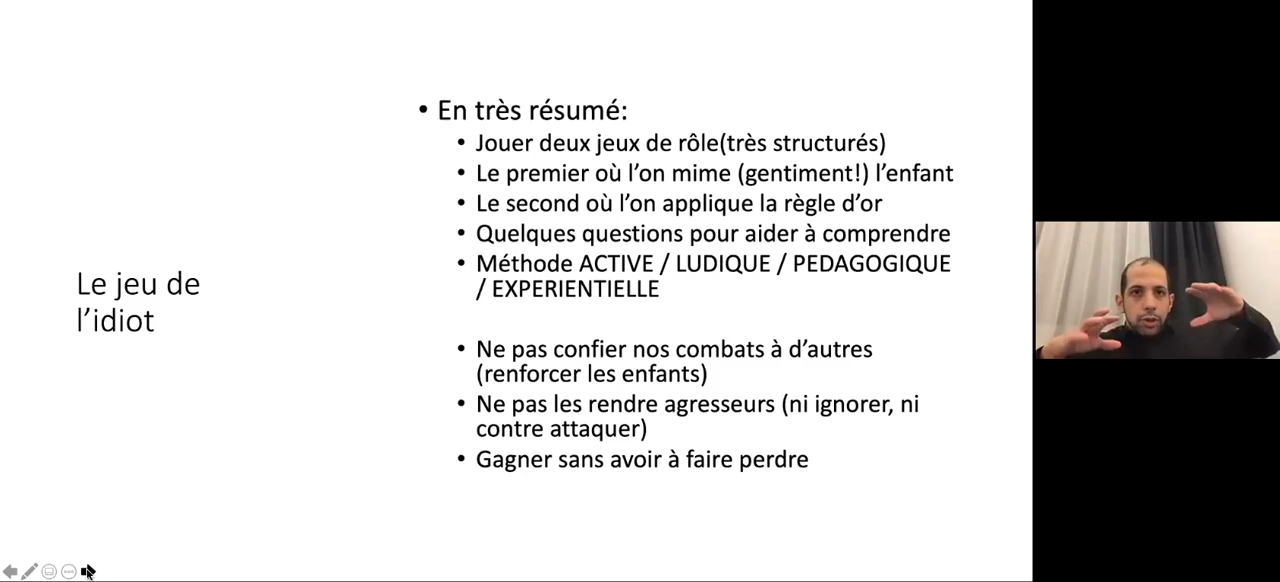 Le jeu de
l’idiot
• En très résumé:
• Jouer deux jeux de rôle(très structurés)
• Le premier où l’on mime (gentiment!) l’enfant
• Le second où l’on applique la règle d’or
• Quelques questions pour aider à comprendre
• Méthode ACTIVE / LUDIQUE / PEDAGOGIQUE
/ EXPERIENTIELLE
• Ne pas confier nos combats à d’autres
(renforcer les enfants)
• Ne pas les rendre agresseurs (ni ignorer, ni
contre attaquer)
• Gagner sans avoir à faire perdre